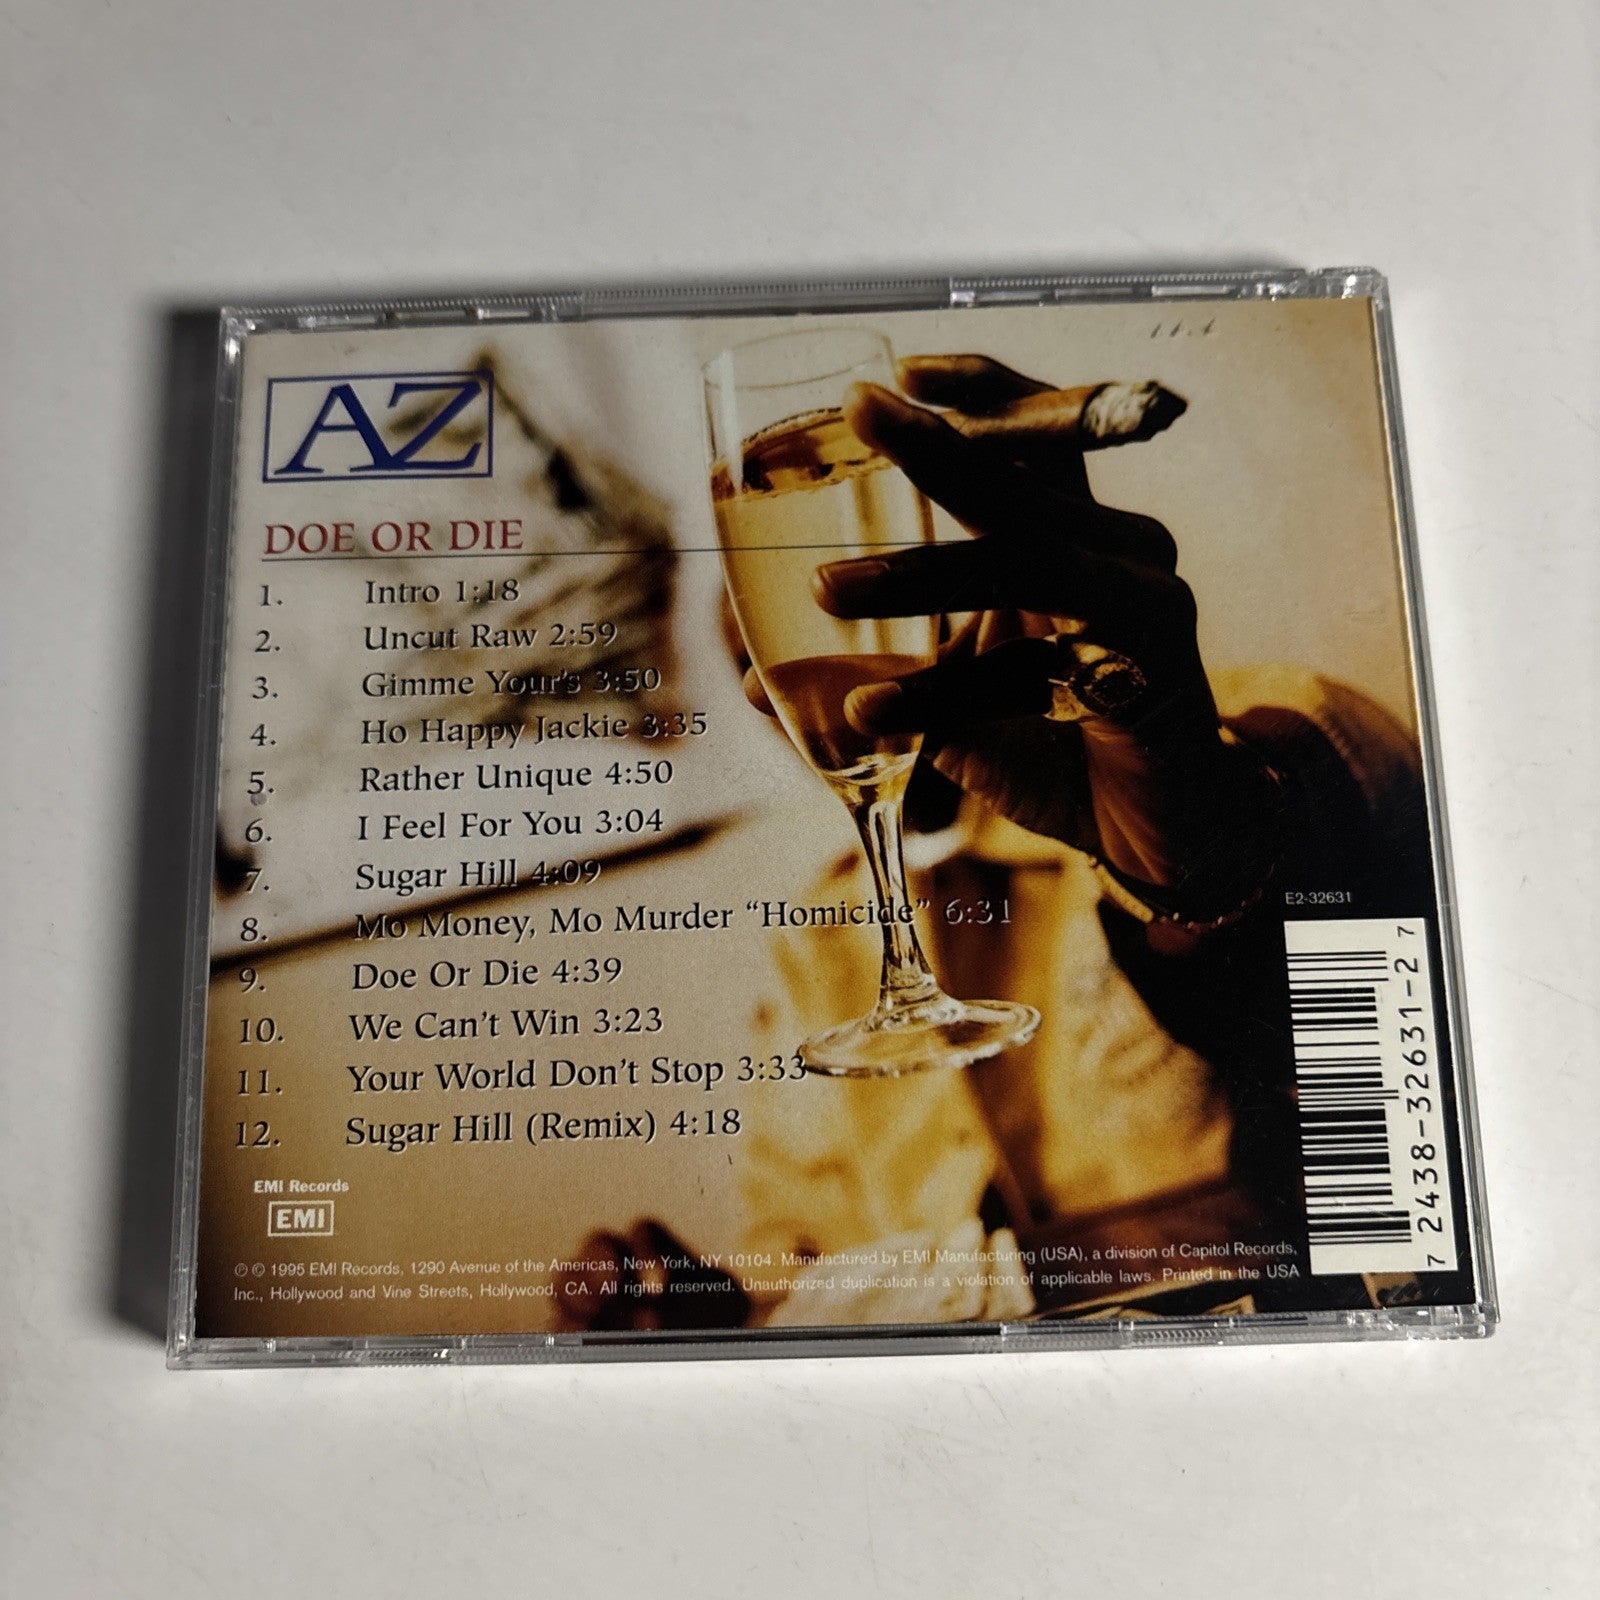 AZ
DOE OR DIE
1. Intro 1:18
2. Uncut Raw 2:59
3. Gimme Your's 3:50
4. Ho Happy Jackie 3:35
5. Rather Unique 4:50
6. I Feel For You 3:04
7. Sugar Hill 4:09
8. Mo Money, Mo Murder “Homicide” 6:31
9. Doe Or Die 4:39
10. We Can't Win 3:23
11. Your World Don't Stop 3:33
12. Sugar Hill (Remix) 4:18
EMI Records
EMI
℗ © 1995 EMI Records, 1290 Avenue of the Americas, New York, NY 10104. Manufactured by EMI Manufacturing (USA), a division of Capitol Records,
Inc., Hollywood and Vine Streets, Hollywood, CA. All rights reserved. Unauthorized duplication is a violation of applicable laws. Printed in the USA
E2-32631
7 2438-32631-2 7